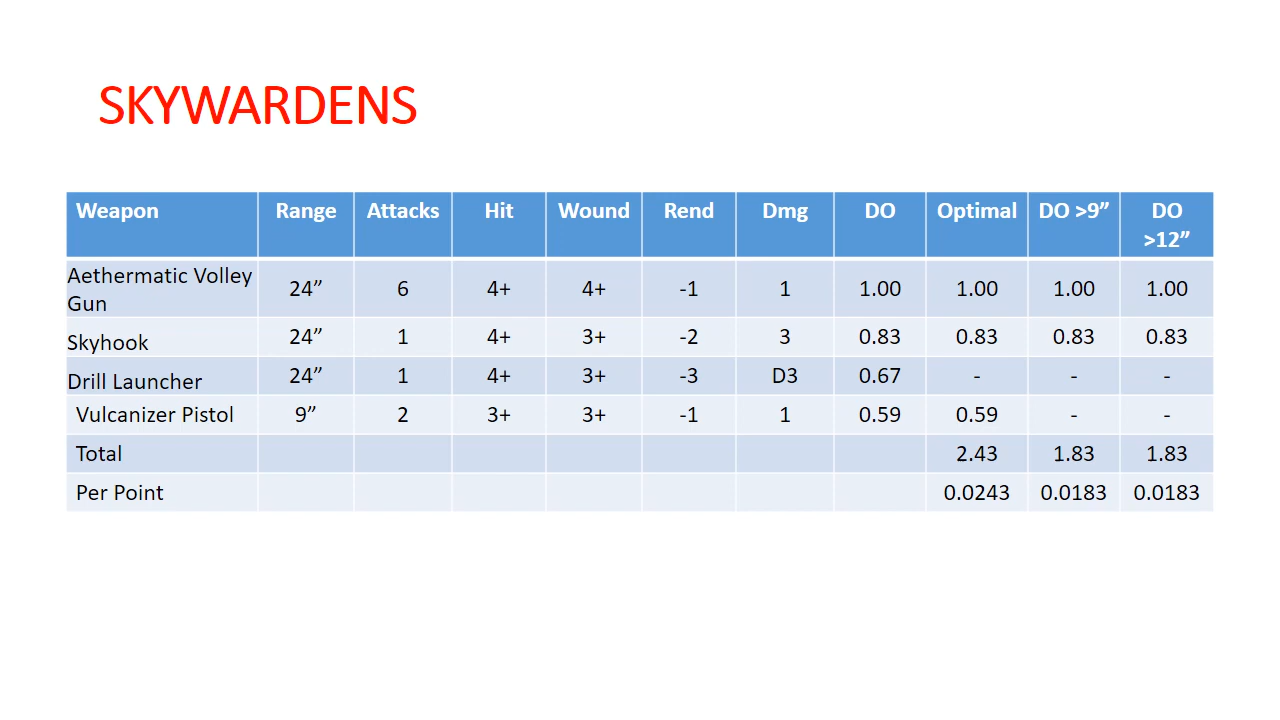 SKYWARDENS
Weapon Range Attacks Hit Wound Rend Dmg DO Optimal DO >9” DO >12”
Aethermatic Volley Gun 24” 6 4+ 4+ -1 1 1.00 1.00 1.00 1.00
Skyhook 24” 1 4+ 3+ -2 3 0.83 0.83 0.83 0.83
Drill Launcher 24” 1 4+ 3+ -3 D3 0.67 - - -
Vulcanizer Pistol 9” 2 3+ 3+ -1 1 0.59 0.59 - -
Total 2.43 1.83 1.83
Per Point 0.0243 0.0183 0.0183